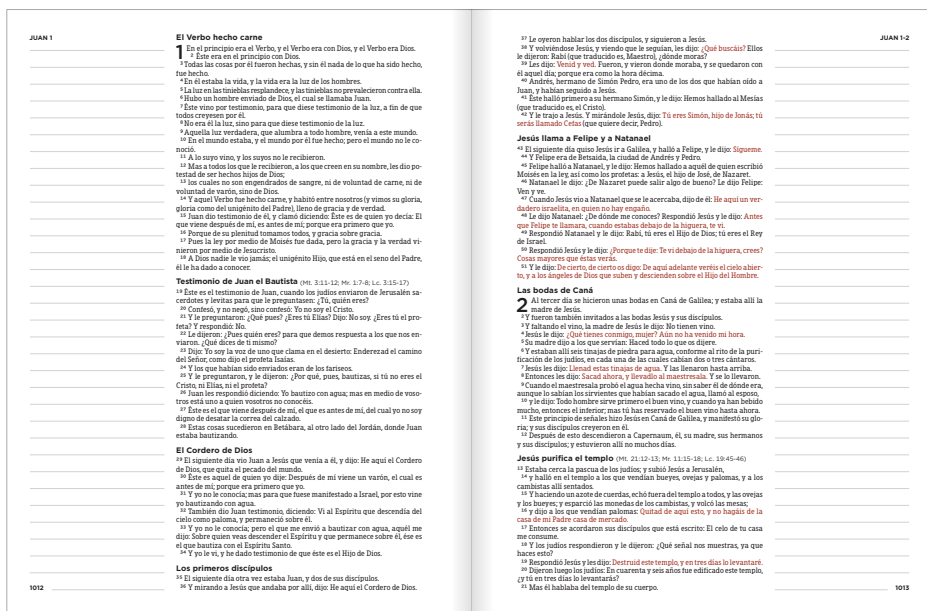 JUAN 1
El Verbo hecho carne
1 En el principio era el Verbo, y el Verbo era con Dios, y el Verbo era Dios.
2 Éste era en el principio con Dios.
3 Todas las cosas por él fueron hechas, y sin él nada de lo que ha sido hecho,
fue hecho.
4 En él estaba la vida, y la vida era la luz de los hombres.
5 La luz en las tinieblas resplandece, y las tinieblas no prevalecieron contra ella.
6 Hubo un hombre enviado de Dios, el cual se llamaba Juan.
7 Éste vino por testimonio, para que diese testimonio de la luz, a fin de que
todos creyesen por él.
8 No era él la luz, sino para que diese testimonio de la luz.
9 Aquella luz verdadera, que alumbra a todo hombre, venía a este mundo.
10 En el mundo estaba, y el mundo por él fue hecho; pero el mundo no le co-
noció.
11 A lo suyo vino, y los suyos no le recibieron.
12 Mas a todos los que le recibieron, a los que creen en su nombre, les dio po-
testad de ser hechos hijos de Dios;
13 los cuales no son engendrados de sangre, ni de voluntad de carne, ni de
voluntad de varón, sino de Dios.
14 Y aquel Verbo fue hecho carne, y habitó entre nosotros (y vimos su gloria,
gloria como del unigénito del Padre), lleno de gracia y de verdad.
15 Juan dio testimonio de él, y clamó diciendo: Éste es de quien yo decía: El
que viene después de mí, es antes de mí; porque era primero que yo.
16 Porque de su plenitud tomamos todos, y gracia sobre gracia.
17 Pues la ley por medio de Moisés fue dada, pero la gracia y la verdad vi-
nieron por medio de Jesucristo.
18 A Dios nadie le vio jamás; el unigénito Hijo, que está en el seno del Padre,
él le ha dado a conocer.
Testimonio de Juan el Bautista (Mt. 3:11-12; Mr. 1:7-8; Lc. 3:15-17)
19 Éste es el testimonio de Juan, cuando los judíos enviaron de Jerusalén sa-
cerdotes y levitas para que le preguntasen: ¿Tú, quién eres?
20 Confesó, y no negó, sino confesó: Yo no soy el Cristo.
21 Y le preguntaron: ¿Qué pues? ¿Eres tú Elías? Dijo: No soy. ¿Eres tú el pro-
feta? Y respondió: No.
22 Le dijeron: ¿Pues quién eres? para que demos respuesta a los que nos en-
viaron. ¿Qué dices de ti mismo?
23 Dijo: Yo soy la voz de uno que clama en el desierto: Enderezad el camino
del Señor, como dijo el profeta Isaías.
24 Y los que habían sido enviados eran de los fariseos.
25 Y le preguntaron, y le dijeron: ¿Por qué, pues, bautizas, si tú no eres el
Cristo, ni Elías, ni el profeta?
26 Juan les respondió diciendo: Yo bautizo con agua; mas en medio de voso-
tros está uno a quien vosotros no conocéis.
27 Éste es el que viene después de mí, el que es antes de mí, del cual yo no soy
digno de desatar la correa del calzado.
28 Estas cosas sucedieron en Betábara, al otro lado del Jordán, donde Juan
estaba bautizando.
El Cordero de Dios
29 El siguiente día vio Juan a Jesús que venía a él, y dijo: He aquí el Cordero
de Dios, que quita el pecado del mundo.
30 Éste es aquel de quien yo dije: Después de mí viene un varón, el cual es
antes de mí; porque era primero que yo.
31 Y yo no le conocía; mas para que fuese manifestado a Israel, por esto vine
yo bautizando con agua.
32 También dio Juan testimonio, diciendo: Vi al Espíritu que descendía del
cielo como paloma, y permaneció sobre él.
33 Y yo no le conocía; pero el que me envió a bautizar con agua, aquél me
dijo: Sobre quien veas descender el Espíritu y que permanece sobre él, ése es
el que bautiza con el Espíritu Santo.
34 Y yo le vi, y he dado testimonio de que éste es el Hijo de Dios.
Los primeros discípulos
35 El siguiente día otra vez estaba Juan, y dos de sus discípulos.
36 Y mirando a Jesús que andaba por allí, dijo: He aquí el Cordero de Dios.
1012
JUAN 1-2
37 Le oyeron hablar los dos discípulos, y siguieron a Jesús.
38 Y volviéndose Jesús, y viendo que le seguían, les dijo: ¿Qué buscáis? Ellos
le dijeron: Rabí (que traducido es, Maestro), ¿dónde moras?
39 Les dijo: Venid y ved. Fueron, y vieron donde moraba, y se quedaron con
él aquel día; porque era como la hora décima.
40 Andrés, hermano de Simón Pedro, era uno de los dos que habían oído a
Juan, y habían seguido a Jesús.
41 Éste halló primero a su hermano Simón, y le dijo: Hemos hallado al Mesías
(que traducido es, el Cristo).
42 Y le trajo a Jesús. Y mirándole Jesús, dijo: Tú eres Simón, hijo de Jonás; tú
serás llamado Cefas (que quiere decir, Pedro).
Jesús llama a Felipe y a Natanael
43 El siguiente día quiso Jesús ir a Galilea, y halló a Felipe, y le dijo: Sígueme.
44 Y Felipe era de Betsaida, la ciudad de Andrés y Pedro.
45 Felipe halló a Natanael, y le dijo: Hemos hallado a aquél de quien escribió
Moisés en la ley, así como los profetas: a Jesús, el hijo de José, de Nazaret.
46 Natanael le dijo: ¿De Nazaret puede salir algo de bueno? Le dijo Felipe:
Ven y ve.
47 Cuando Jesús vio a Natanael que se le acercaba, dijo de él: He aquí un ver-
dadero israelita, en quien no hay engaño.
48 Le dijo Natanael: ¿De dónde me conoces? Respondió Jesús y le dijo: Antes
que Felipe te llamara, cuando estabas debajo de la higuera, te vi.
49 Respondió Natanael y le dijo: Rabí, tú eres el Hijo de Dios; tú eres el Rey
de Israel.
50 Respondió Jesús y le dijo: ¿Porque te dije: Te vi debajo de la higuera, crees?
Cosas mayores que éstas verás.
51 Y le dijo: De cierto, de cierto os digo: De aquí adelante veréis el cielo abier-
to, y a los ángeles de Dios que suben y descienden sobre el Hijo del Hombre.
Las bodas de Caná
2 Al tercer día se hicieron unas bodas en Caná de Galilea; y estaba allí la
madre de Jesús.
2 Y fueron también invitados a las bodas Jesús y sus discípulos.
3 Y faltando el vino, la madre de Jesús le dijo: No tienen vino.
4 Jesús le dijo: ¿Qué tienes conmigo, mujer? Aún no ha venido mi hora.
5 Su madre dijo a los que servían: Haced todo lo que os dijere.
6 Y estaban allí seis tinajas de piedra para agua, conforme al rito de la puri-
ficación de los judíos, en cada una de las cuales cabían dos o tres cántaros.
7 Jesús les dijo: Llenad estas tinajas de agua. Y las llenaron hasta arriba.
8 Entonces les dijo: Sacad ahora, y llevadlo al maestresala. Y se lo llevaron.
9 Cuando el maestresala probó el agua hecha vino, sin saber él de dónde era,
aunque lo sabían los sirvientes que habían sacado el agua, llamó al esposo,
10 y le dijo: Todo hombre sirve primero el buen vino, y cuando ya han bebido
mucho, entonces el inferior; mas tú has reservado el buen vino hasta ahora.
11 Este principio de señales hizo Jesús en Caná de Galilea, y manifestó su glo-
ria; y sus discípulos creyeron en él.
12 Después de esto descendieron a Capernaum, él, su madre, sus hermanos
y sus discípulos; y estuvieron allí no muchos días.
Jesús purifica el templo (Mt. 21:12-13; Mr. 11:15-18; Lc. 19:45-46)
13 Estaba cerca la pascua de los judíos; y subió Jesús a Jerusalén,
14 y halló en el templo a los que vendían bueyes, ovejas y palomas, y a los
cambistas allí sentados.
15 Y haciendo un azote de cuerdas, echó fuera del templo a todos, y las ovejas
y los bueyes; y esparció las monedas de los cambistas, y volcó las mesas;
16 y dijo a los que vendían palomas: Quitad de aquí esto, y no hagáis de la
casa de mi Padre casa de mercado.
17 Entonces se acordaron sus discípulos que está escrito: El celo de tu casa
me consume.
18 Y los judíos respondieron y le dijeron: ¿Qué señal nos muestras, ya que
haces esto?
19 Respondió Jesús y les dijo: Destruid este templo, y en tres días lo levantaré.
20 Dijeron luego los judíos: En cuarenta y seis años fue edificado este templo,
¿y tú en tres días lo levantarás?
21 Mas él hablaba del templo de su cuerpo.
1013